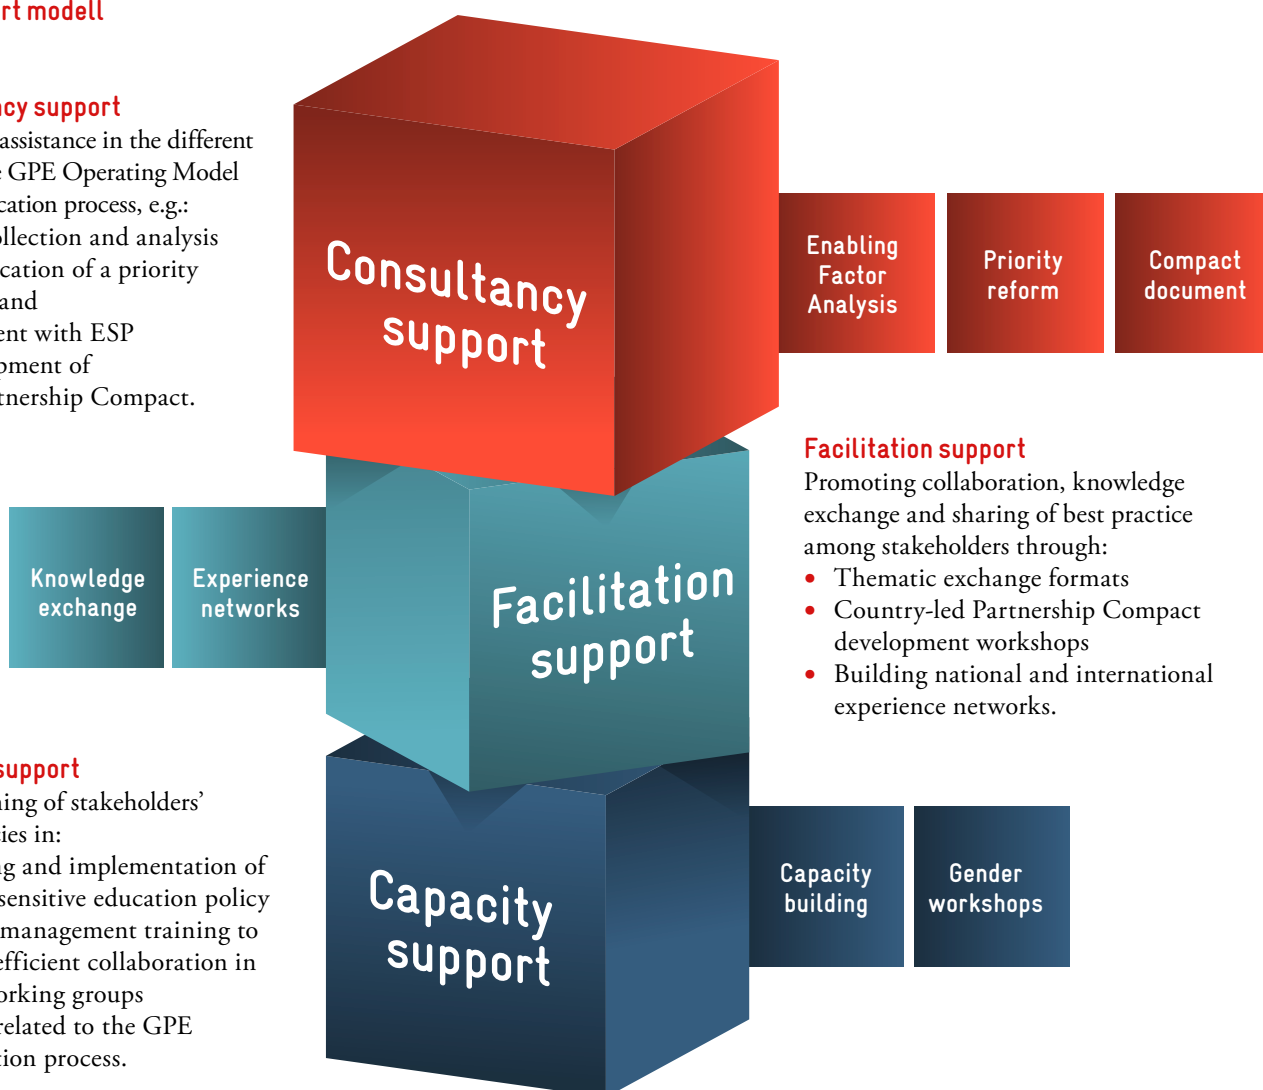 rt modell
ncy support
assistance in the different
e GPE Operating Model
cation process, e.g.:
ollection and analysis
ication of a priority
and
ent with ESP
pment of
tnership Compact.
Consultancy
support
Enabling
Factor
Analysis
Priority
reform
Compact
document
Facilitation support
Promoting collaboration, knowledge
exchange and sharing of best practice
among stakeholders through:
• Thematic exchange formats
• Country-led Partnership Compact
development workshops
• Building national and international
experience networks.
Knowledge
exchange
Experience
networks
Facilitation
support
support
ning of stakeholders’
cies in:
ng and implementation of
sensitive education policy
management training to
efficient collaboration in
orking groups
related to the GPE
tion process.
Capacity
support
Capacity
building
Gender
workshops